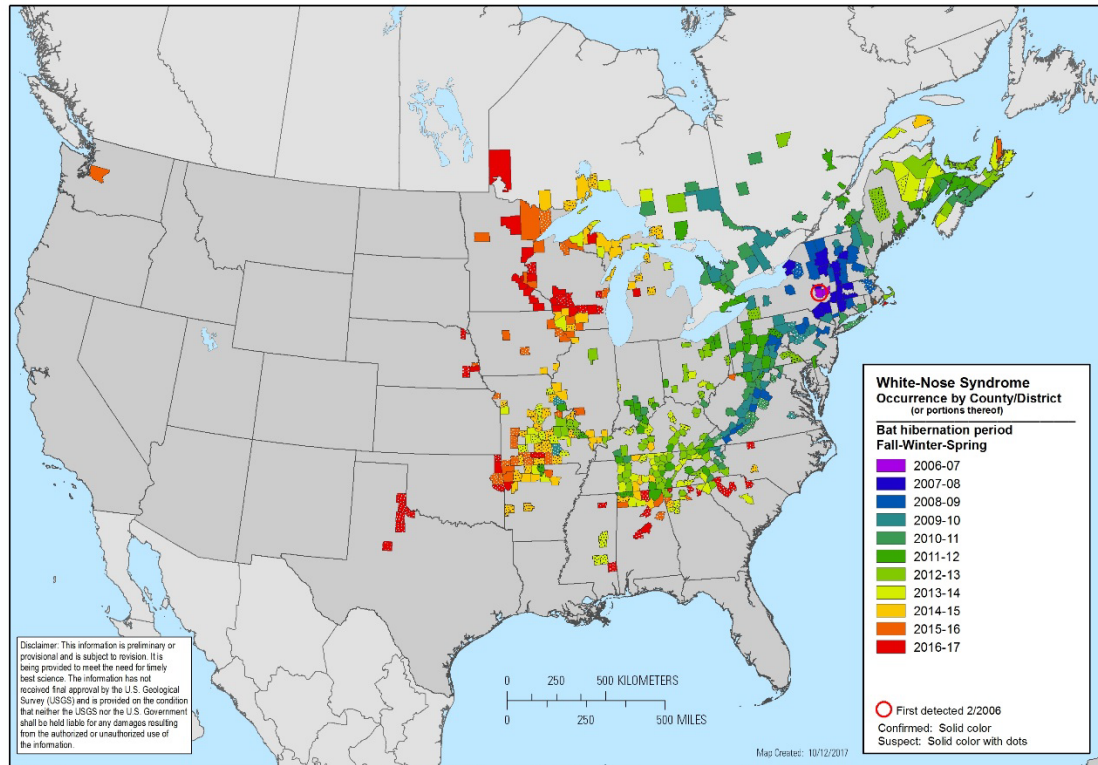 White-Nose Syndrome
Occurrence by County/District
(or portions thereof)
Bat hibernation period
Fall-Winter-Spring
2006-07
2007-08
2008-09
2009-10
2010-11
2011-12
2012-13
2013-14
2014-15
2015-16
2016-17
First detected 2/2006
Confirmed: Solid color
Suspect: Solid color with dots
Disclaimer: This information is preliminary or
provisional and is subject to revision. It is
being provided to meet the need for timely
best science. The information has not
received final approval by the U.S. Geological
Survey (USGS) and is provided on the condition
that neither the USGS nor the U.S. Government
shall be held liable for any damages resulting
from the authorized or unauthorized use of
the information.
0 250 500 KILOMETERS
0 250 500 MILES
Map Created: 10/12/2017